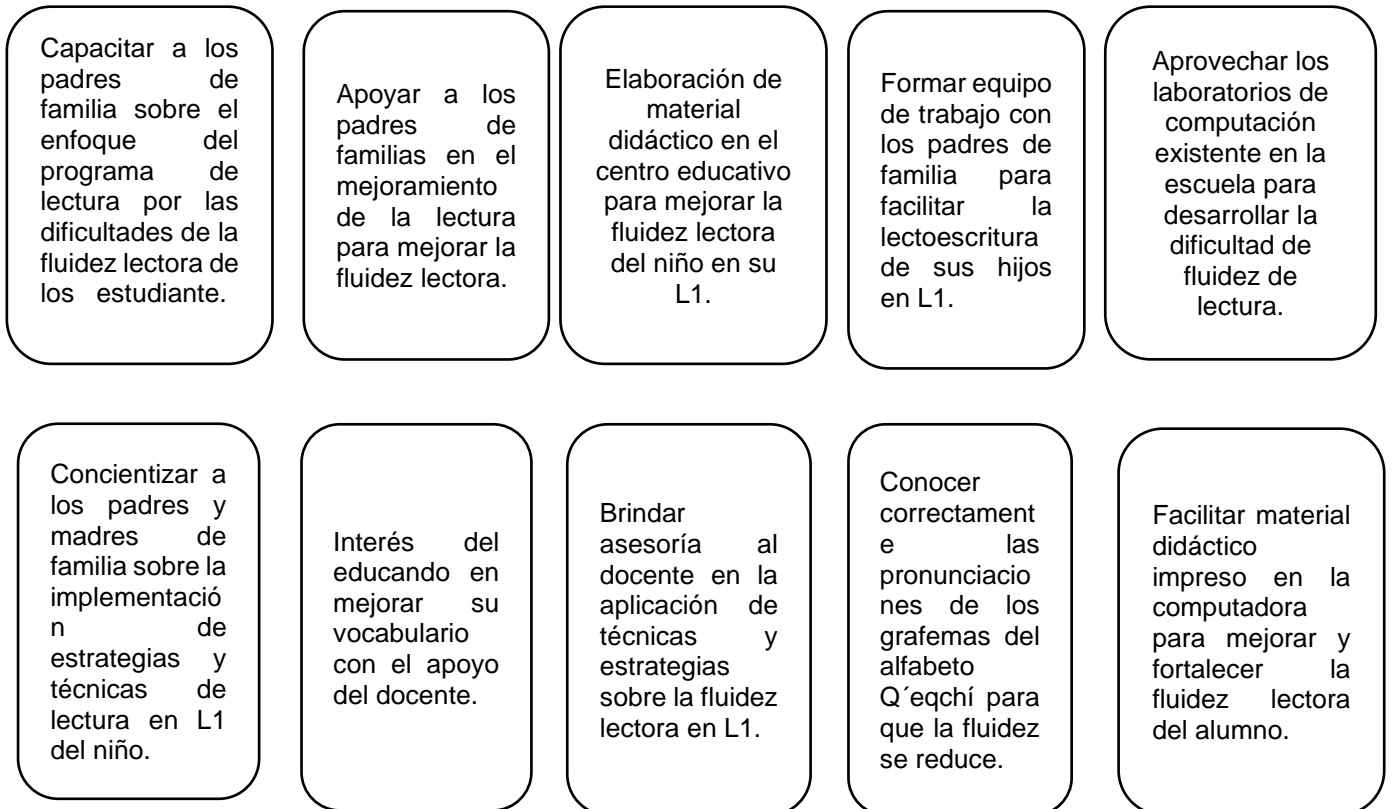 Capacitar a los
padres de
familia sobre el
enfoque del
programa de
lectura por las
dificultades de la
fluidez lectora de
los estudiante.
Apoyar a los
padres de
familias en el
mejoramiento
de la lectura
para mejorar la
fluidez lectora.
Elaboración de
material
didáctico en el
centro educativo
para mejorar la
fluidez lectora
del niño en su
L1.
Formar equipo
de trabajo con
los padres de
familia para
facilitar la
lectoescritura
de sus hijos
en L1.
Aprovechar los
laboratorios de
computación
existente en la
escuela para
desarrollar la
dificultad de
fluidez de
lectura.
Concientizar a
los padres y
madres de
familia sobre la
implementació
n de
estrategias y
técnicas de
lectura en L1
del niño.
Interés del
educando en
mejorar su
vocabulario
con el apoyo
del docente.
Brindar
asesoría al
docente en la
aplicación de
técnicas y
estrategias
sobre la fluidez
lectora en L1.
Conocer
correctament
e las
pronunciacio
nes de los
grafemas del
alfabeto
Q´eqchí para
que la fluidez
se reduce.
Facilitar material
didáctico
impreso en la
computadora
para mejorar y
fortalecer la
fluidez lectora
del alumno.